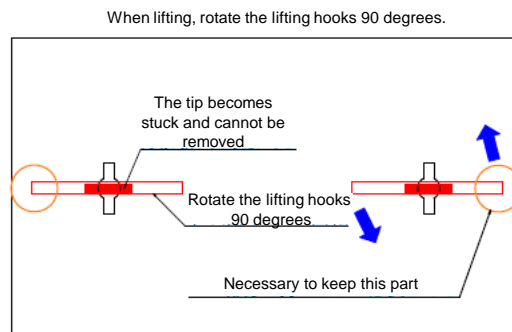 When lifting, rotate the lifting hooks 90 degrees.
The tip becomes
stuck and cannot be
removed
Rotate the lifting hooks
90 degrees
Necessary to keep this part